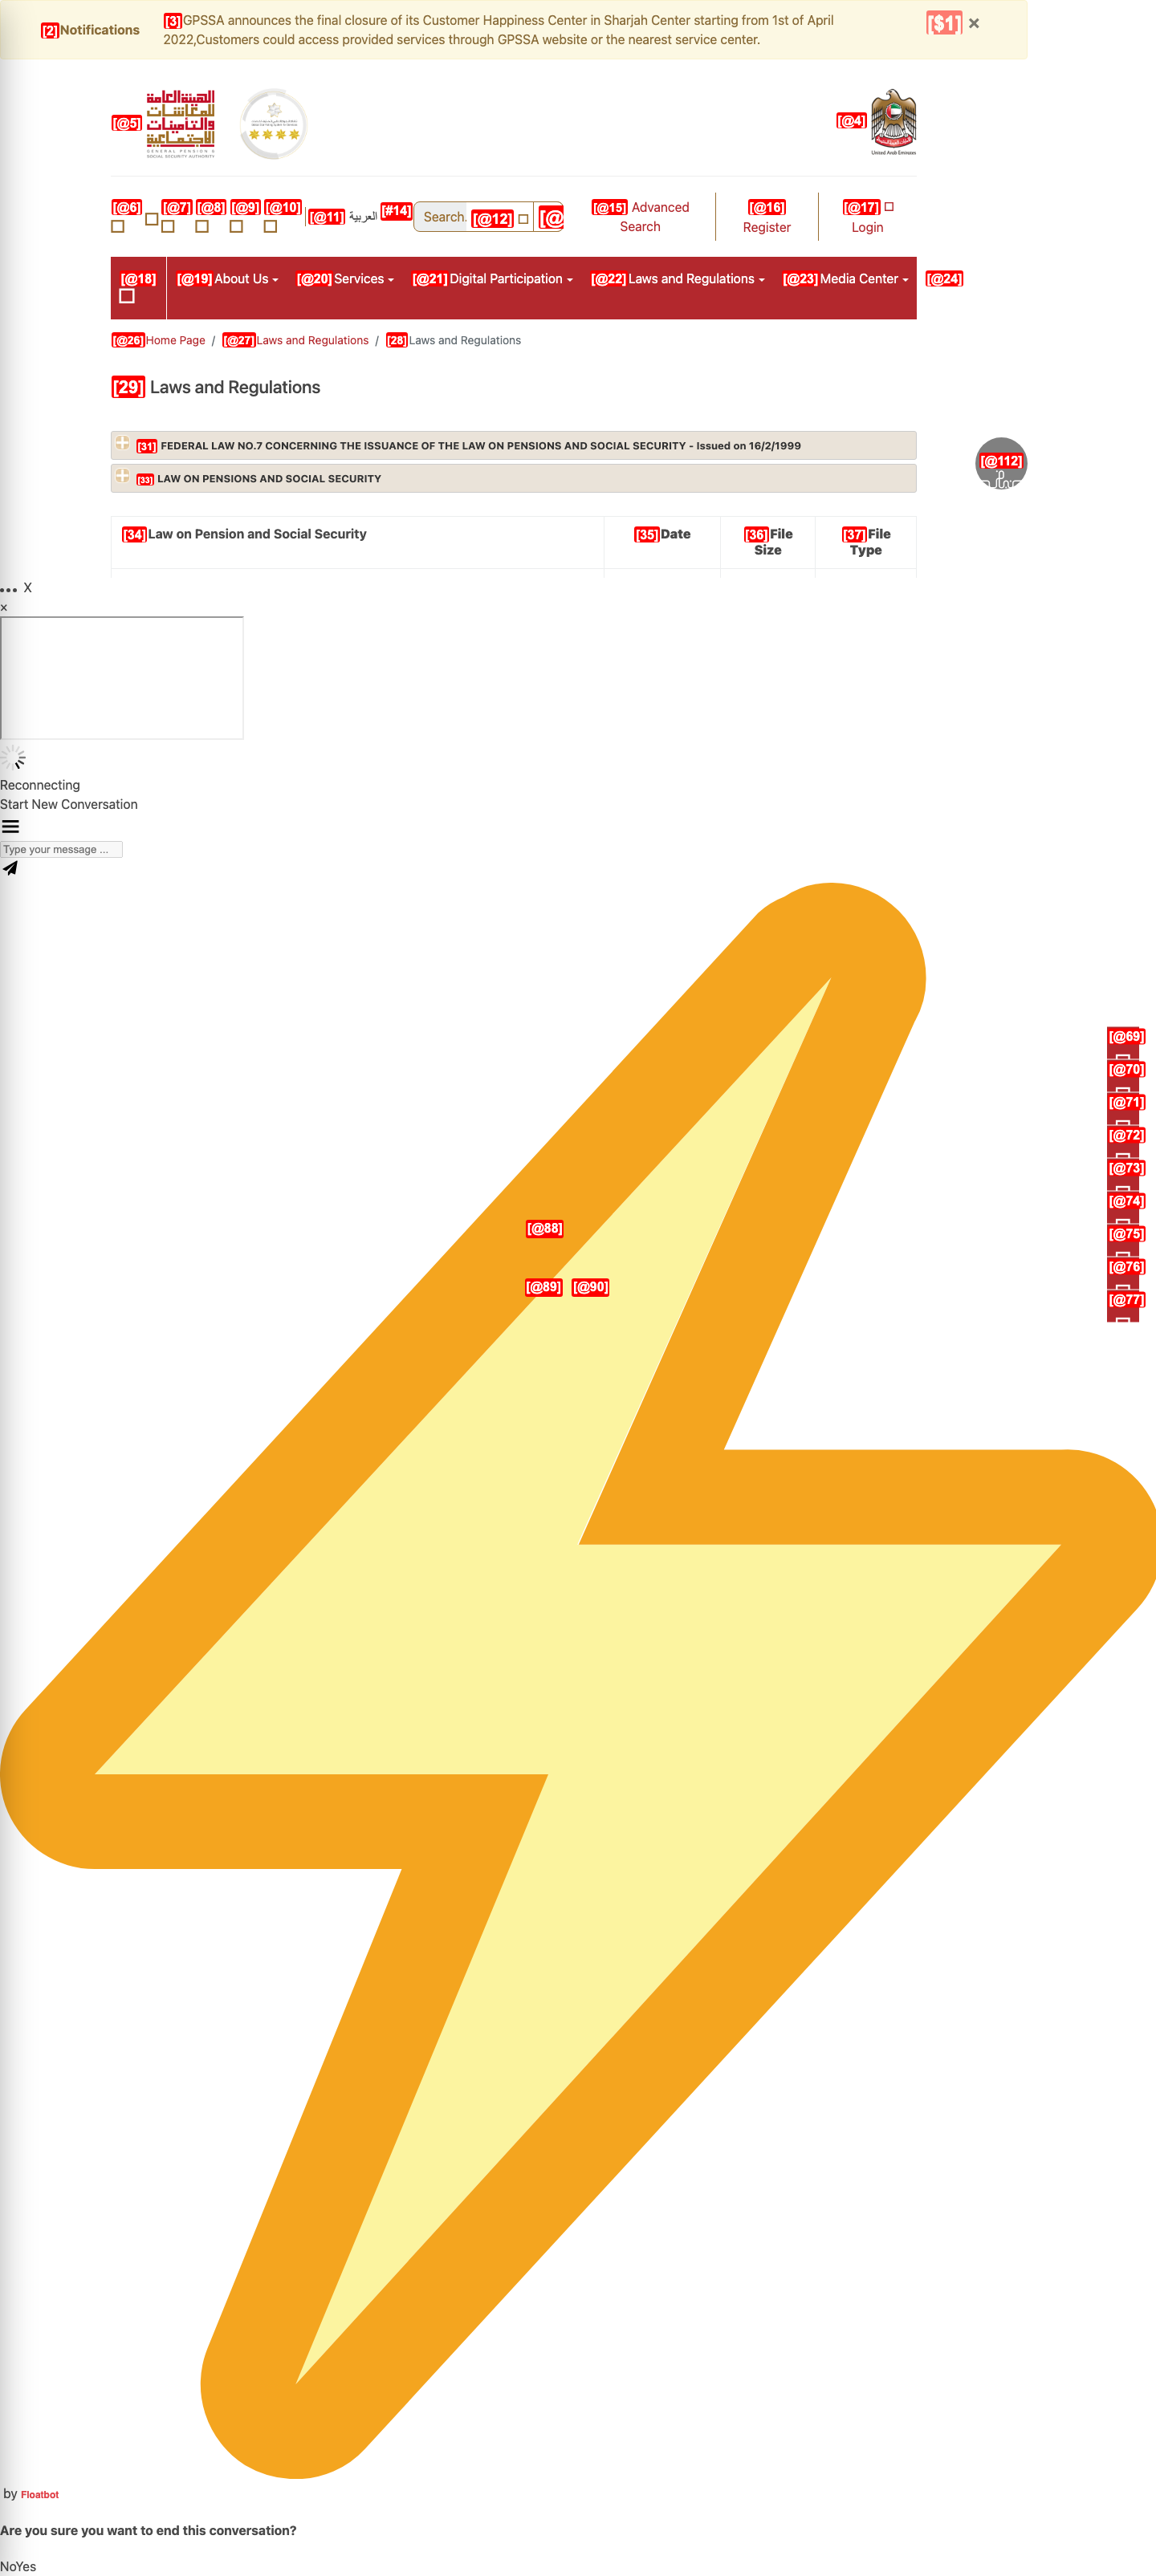 [2]Notifications
[3]GPSSA announces the final closure of its Customer Happiness Center in Sharjah Center starting from 1st of April
2022,Customers could access provided services through GPSSA website or the nearest service center.
[$1] ×
[@5]
الهيئة العامة
للمعاشات
والتأمينات
الاجتماعية
GENERAL PENSION &
SOCIAL SECURITY AUTHORITY
[@4]
United Arab Emirates
[@6] [@7] [@8] [@9] [@10] [@11] العربية [#14] Search. [@12] [@
[@15] Advanced
Search
[@16]
Register
[@17]
Login
[@18] [@19]About Us [@20]Services [@21]Digital Participation [@22]Laws and Regulations [@23]Media Center [@24]
[@26]Home Page / [@27]Laws and Regulations / [28]Laws and Regulations
[29] Laws and Regulations
[31] FEDERAL LAW NO.7 CONCERNING THE ISSUANCE OF THE LAW ON PENSIONS AND SOCIAL SECURITY - Issued on 16/2/1999
[@112]
[33] LAW ON PENSIONS AND SOCIAL SECURITY
[34]Law on Pension and Social Security [35]Date [36]File Size [37]File Type
... X
×
Reconnecting
Start New Conversation
Type your message ...
[@69]
[@70]
[@71]
[@72]
[@73]
[@74]
[@88]
[@75]
[@76]
[@89] [@90]
[@77]
by Floatbot
Are you sure you want to end this conversation?
NoYes